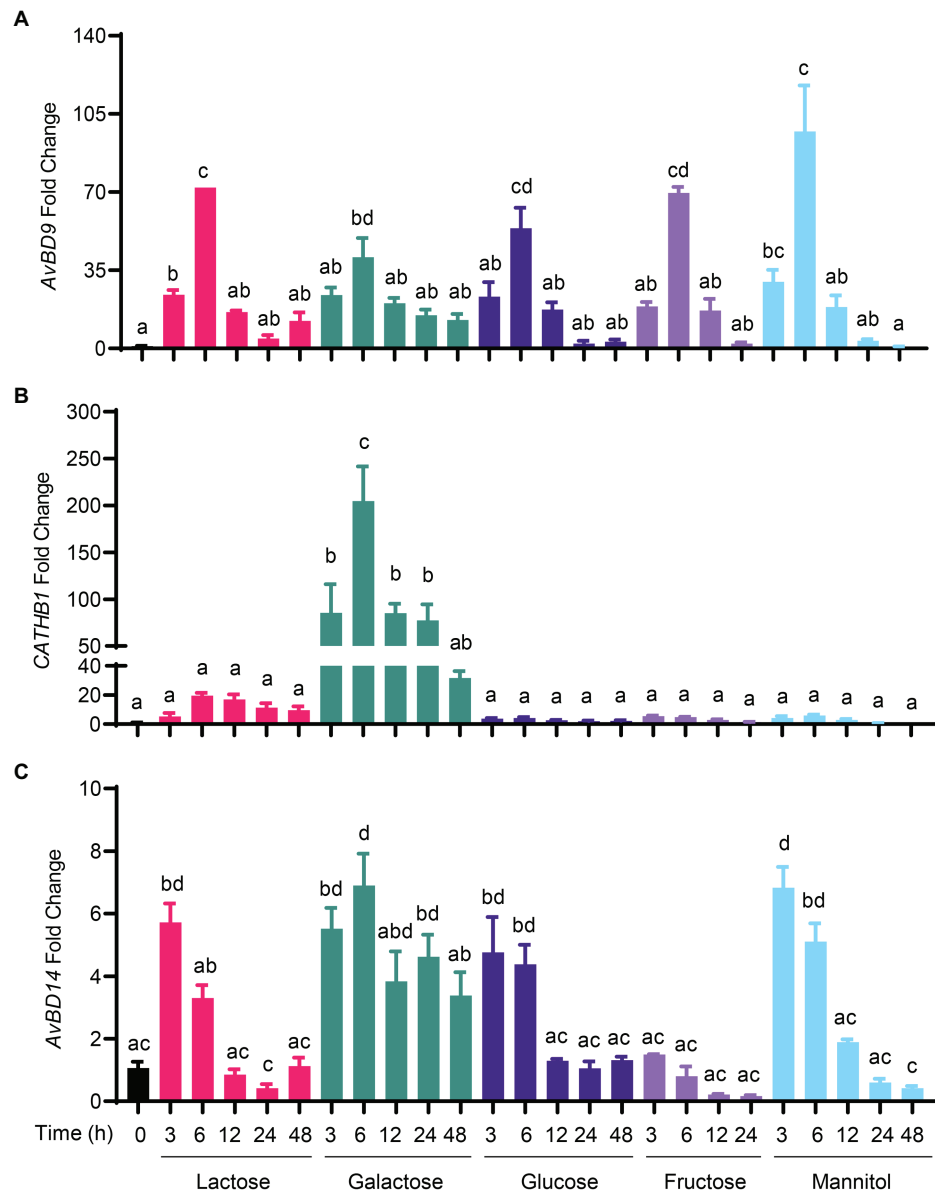 A
AvBD9 Fold Change
140
105
70
35
0
a b c ab ab ab ab bd ab ab ab ab cd ab ab ab ab cd ab ab bc c ab ab a
B
CATHB1 Fold Change
300
250
200
150
100
50
40
20
0
a a a a a a b c b b ab a a a a a a a a a a a a a a
C
AvBD14 Fold Change
10
8
6
4
2
0
ac bd ab ac c ac bd d abd bd ab bd bd ac ac ac ac ac ac ac d bd ac ac c
Time (h) 0 3 6 12 24 48 3 6 12 24 48 3 6 12 24 48 3 6 12 24 3 6 12 24 48
Lactose Galactose Glucose Fructose Mannitol